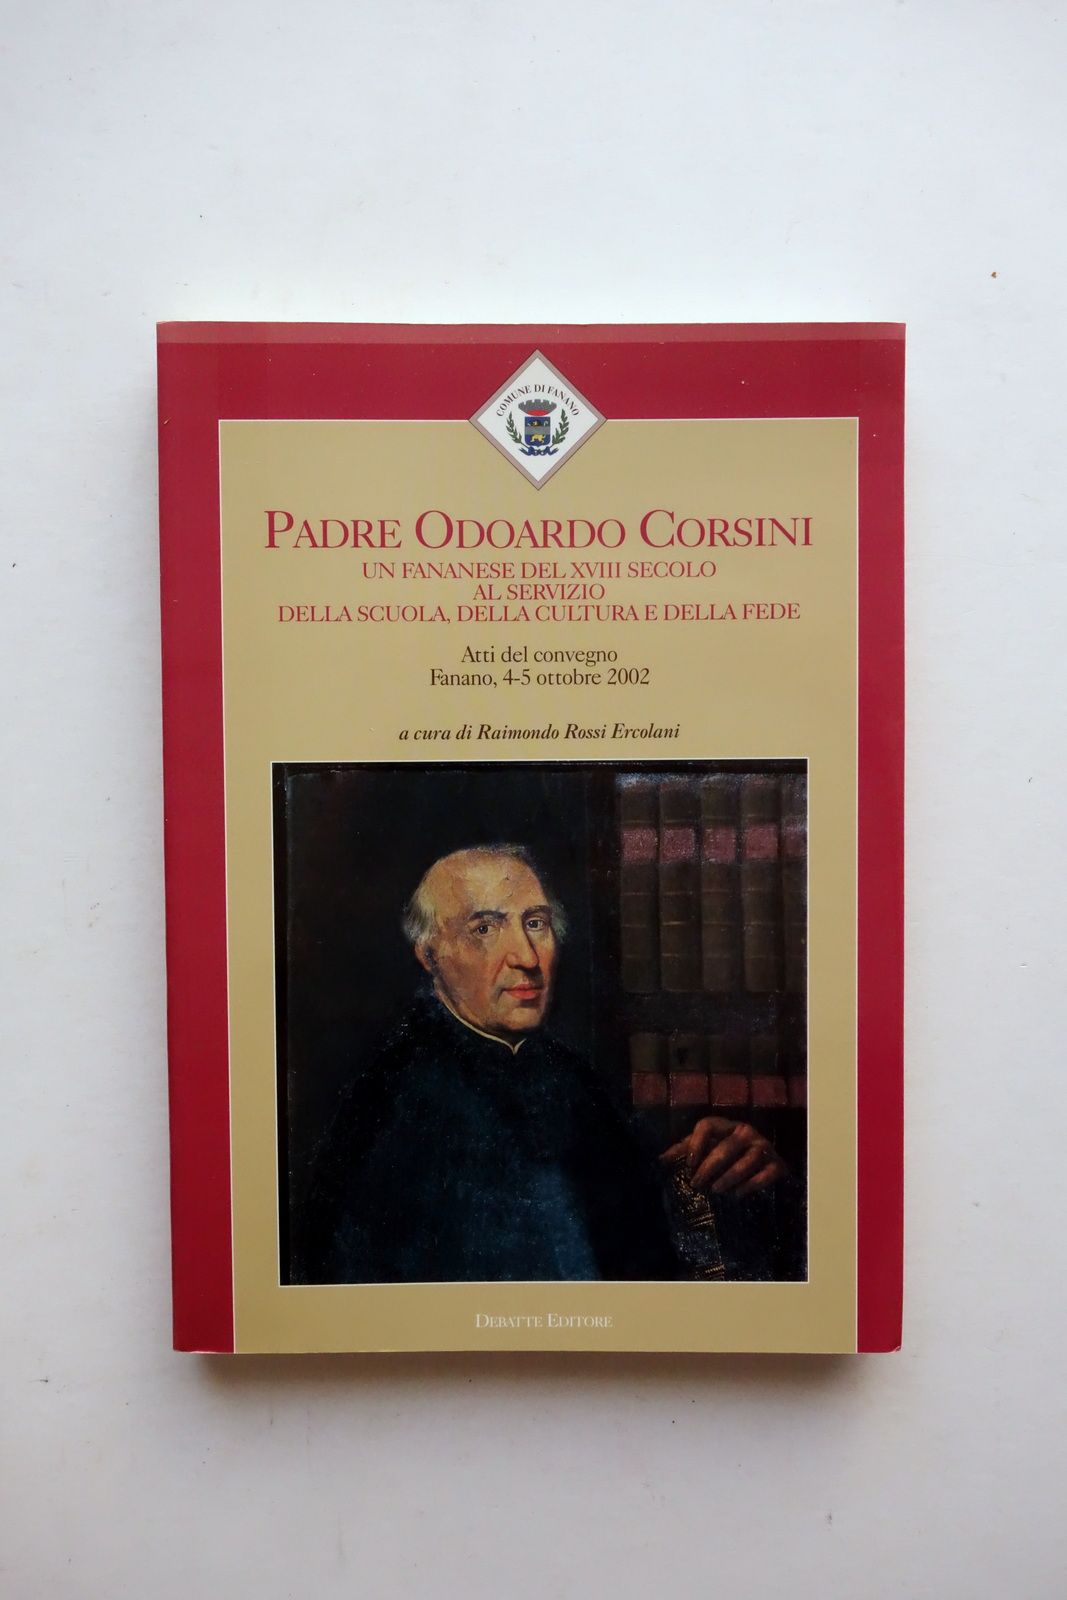 COMUNE DI FANANO
PADRE ODOARDO CORSINI
UN FANANESE DEL XVIII SECOLO
AL SERVIZIO
DELLA SCUOLA, DELLA CULTURA E DELLA FEDE
Atti del convegno
Fanano, 4-5 ottobre 2002
a cura di Raimondo Rossi Ercolani
DEBATTE EDITORE